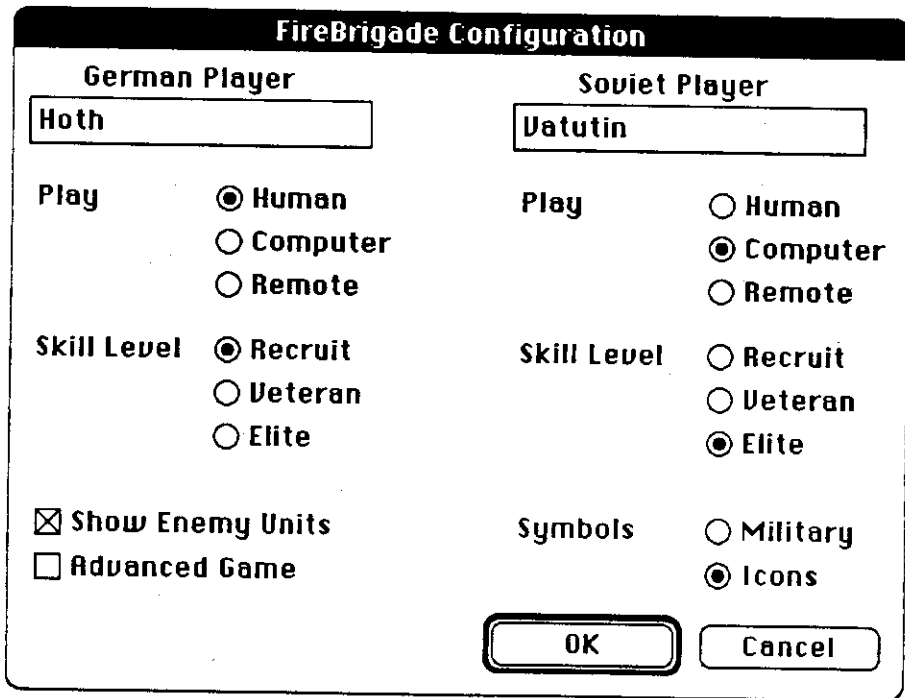 FireBrigade Configuration
German Player
Soviet Player
Hoth
Vatutin
Play
Human
Computer
Remote
Play
Human
Computer
Remote
Skill Level
Recruit
Veteran
Elite
Skill Level
Recruit
Veteran
Elite
Show Enemy Units
Advanced Game
Symbols
Military
Icons
OK
Cancel